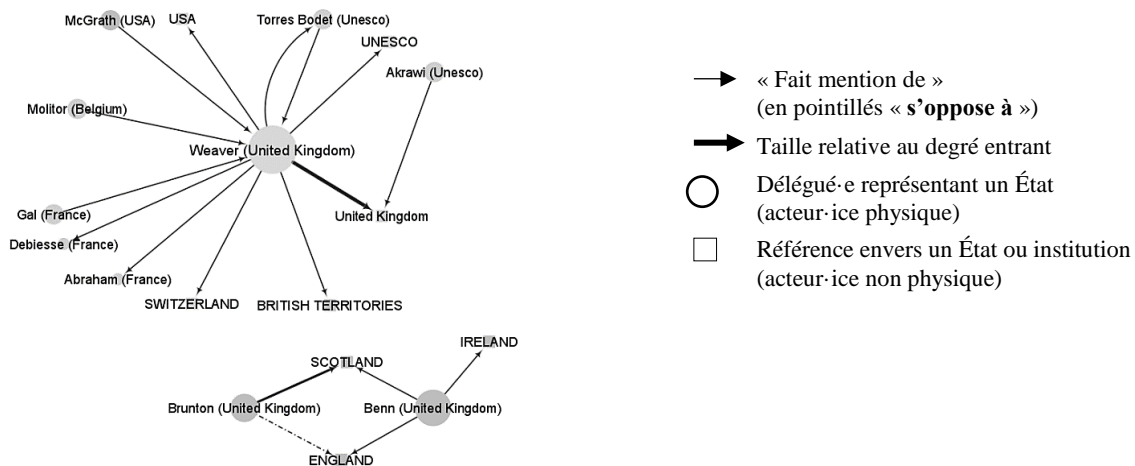 McGrath (USA)
USA
Torres Bodet (Unesco)
UNESCO
Akrawi (Unesco)
Molitor (Belgium)
Weaver (United Kingdom)
Gal (France)
United Kingdom
Debiesse (France)
Abraham (France)
SWITZERLAND
BRITISH TERRITORIES
IRELAND
SCOTLAND
Brunton (United Kingdom)
Benn (United Kingdom)
ENGLAND
« Fait mention de »
(en pointillés « s’oppose à »)
Taille relative au degré entrant
Délégué·e représentant un État
(acteur·ice physique)
Référence envers un État ou institution
(acteur·ice non physique)